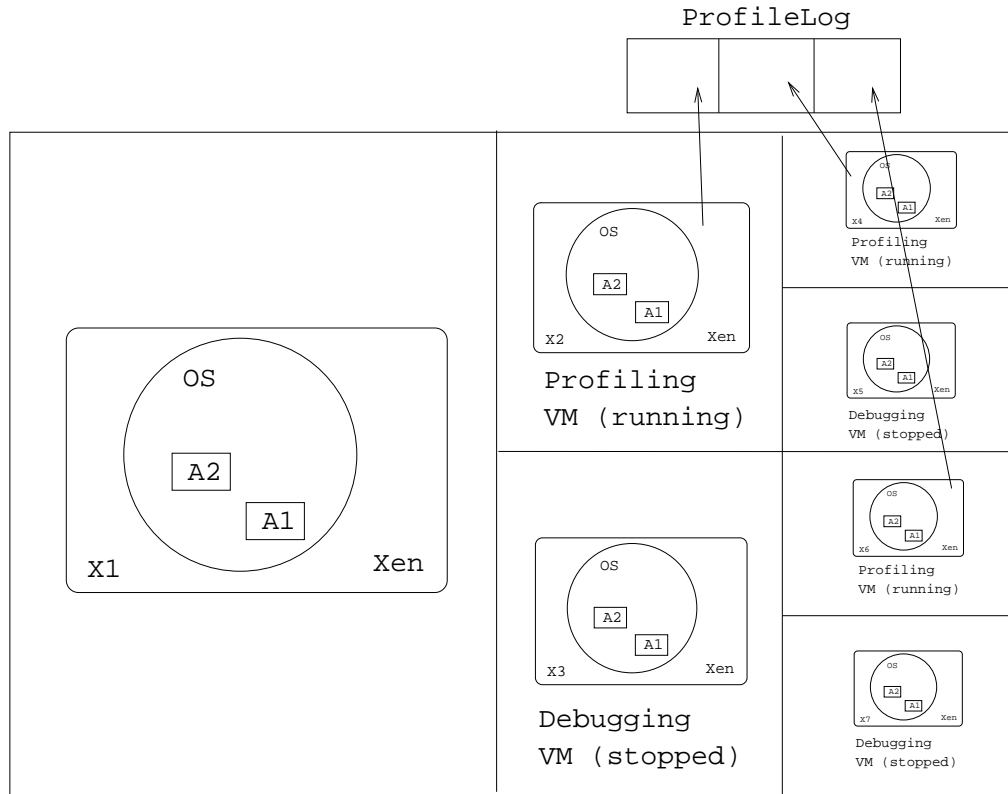 ProfileLog
OS
A2
A1
X1
Xen
OS
A2
A1
X2
Xen
Profiling
VM (running)
OS
A2
A1
X3
Xen
Debugging
VM (stopped)
OS
A2
A1
X4
Xen
Profiling
VM (running)
OS
A2
A1
X5
Xen
Debugging
VM (stopped)
OS
A2
A1
X6
Xen
Profiling
VM (running)
OS
A2
A1
X7
Xen
Debugging
VM (stopped)